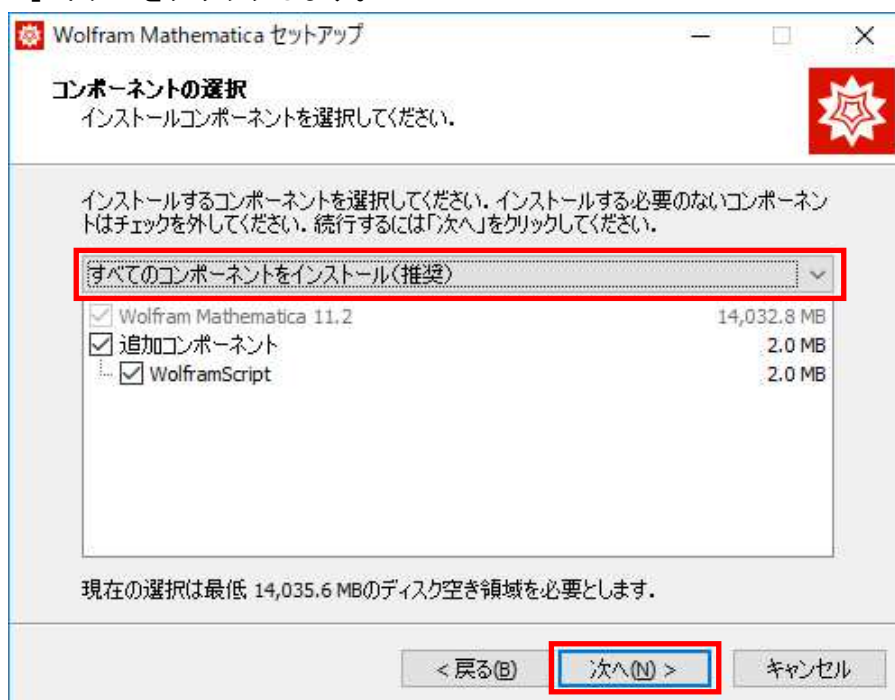 Wolfram Mathematica セットアップ
コンポーネントの選択
インストールコンポーネントを選択してください.
インストールするコンポーネントを選択してください. インストールする必要のないコンポーネン
トはチェックを外してください. 続行するには「次へ」をクリックしてください.
すべてのコンポーネントをインストール(推奨)
Wolfram Mathematica 11.2 14,032.8 MB
追加コンポーネント 2.0 MB
WolframScript 2.0 MB
現在の選択は最低 14,035.6 MBのディスク空き領域を必要とします.
< 戻る(B) 次へ(N) > キャンセル